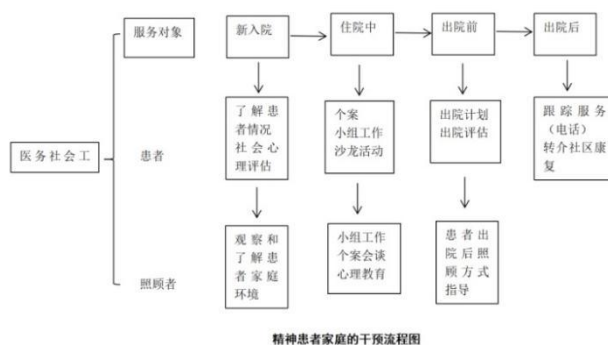 服务对象
新入院
住院中
出院前
出院后
医务社会工
患者
了解患
者情况
社会心
理评估
个案
小组工作
沙龙活动
出院计划
出院评估
跟踪服务
（电话）
转介社区康
复
照顾者
观察和
了解患
者家庭
环境
小组工作
个案会谈
心理教育
患者出
院后照
顾方式
指导
精神患者家庭的干预流程图